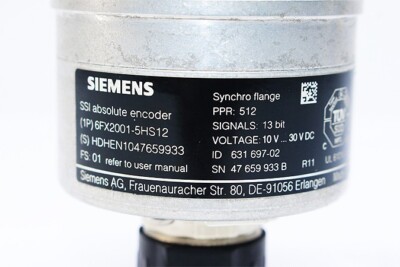 SIEMENS
SSI absolute encoder
(1P) 6FX2001-5HS12
(S) HDHEN1047659933
FS: 01 refer to user manual
Synchro flange
PPR: 512
SIGNALS: 13 bit
VOLTAGE: 10 V ... 30 V DC
ID 631 697-02
SN 47 659 933 B
R11
C
Siemens AG, Frauenauracher Str. 80, DE-91056 Erlangen